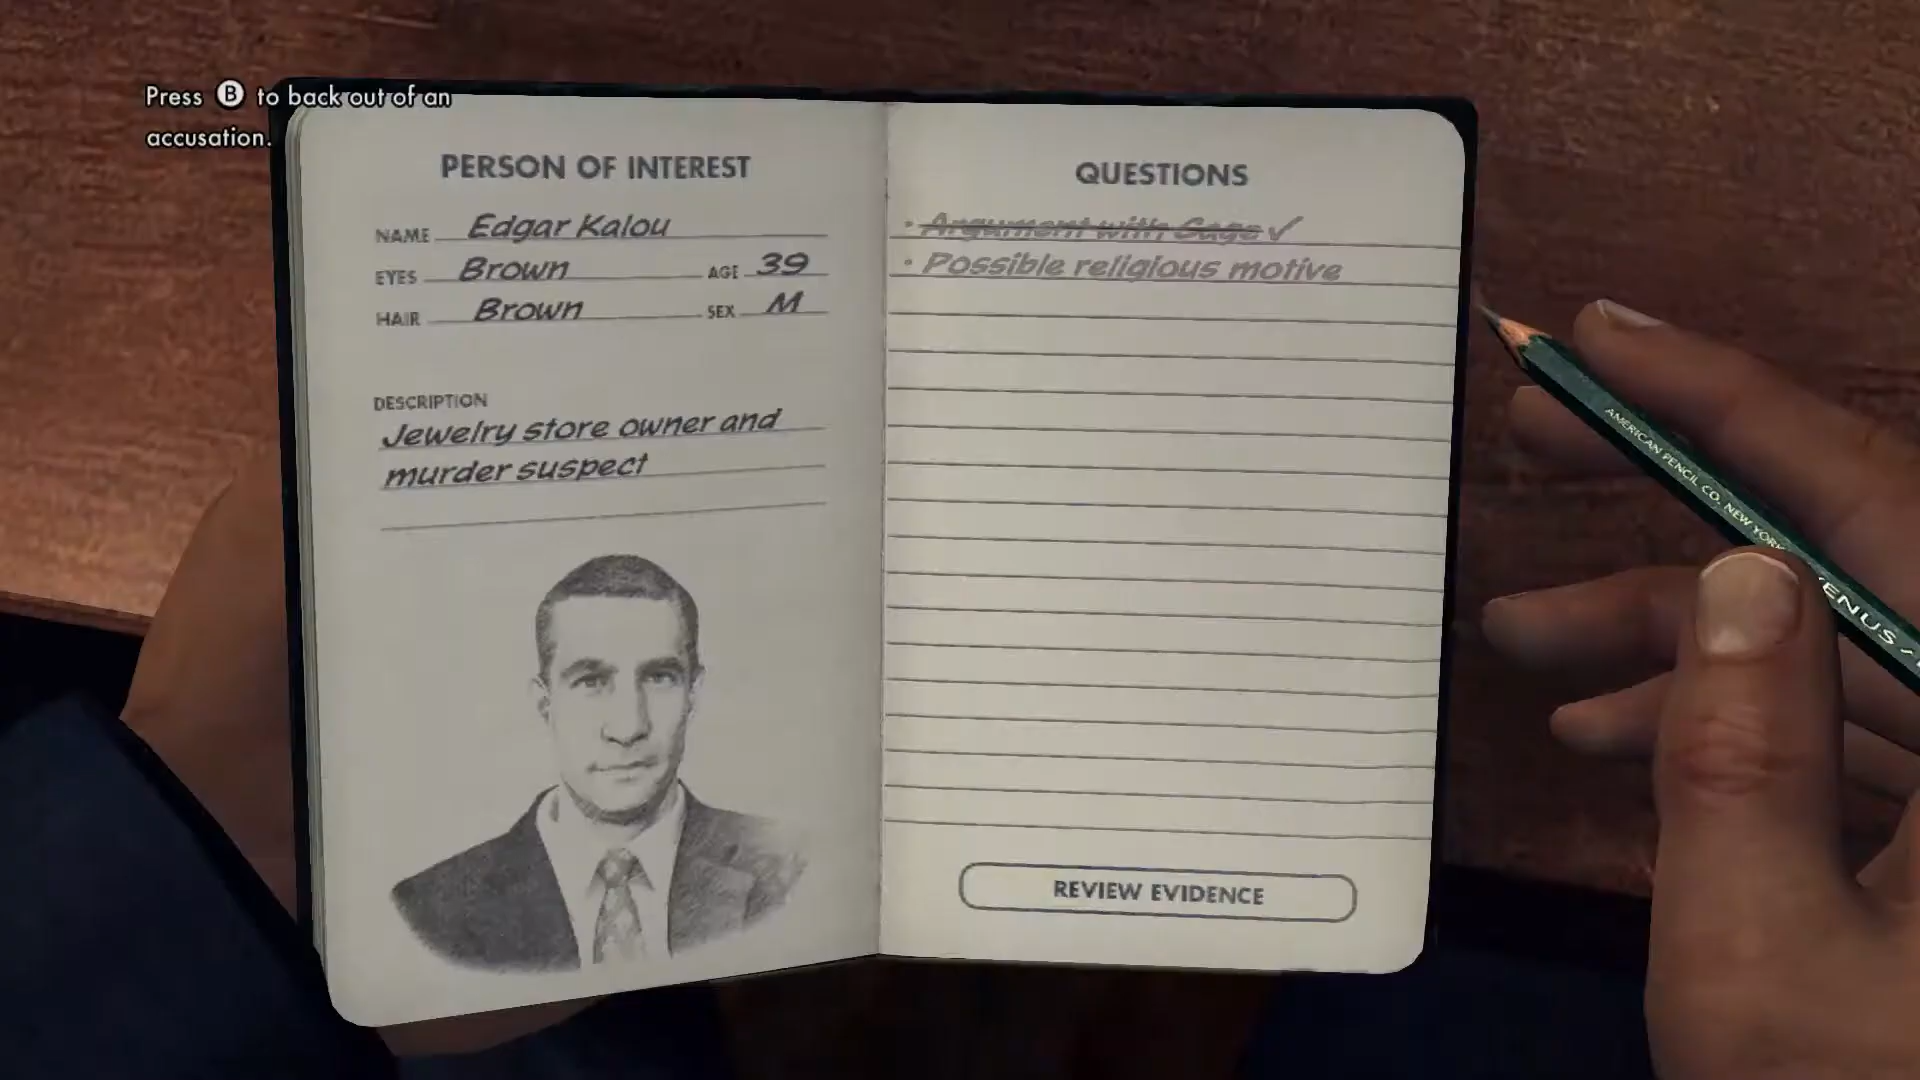 Press B to back out of an
accusation.
PERSON OF INTEREST
NAME Edgar Kalou
EYES Brown AGE 39
HAIR Brown SEX M
DESCRIPTION
Jewelry store owner and
murder suspect
QUESTIONS
• Argument with Gage ✓
• Possible religious motive
REVIEW EVIDENCE
AMERICAN PENCIL CO. NEW YORK